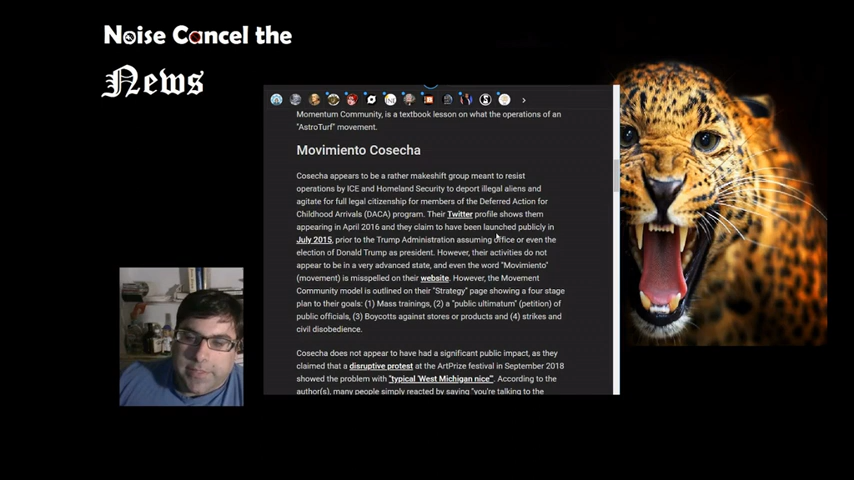 Noise Cancel the
News
Momentum Community, is a textbook lesson on what the operations of an
"AstroTurf" movement.
Movimiento Cosecha
Cosecha appears to be a rather makeshift group meant to resist
operations by ICE and Homeland Security to deport illegal aliens and
agitate for full legal citizenship for members of the Deferred Action for
Childhood Arrivals (DACA) program. Their Twitter profile shows them
appearing in April 2016 and they claim to have been launched publicly in
July 2015, prior to the Trump Administration assuming office or even the
election of Donald Trump as president. However, their activities do not
appear to be in a very advanced state, and even the word "Movimiento"
(movement) is misspelled on their website. However, the Movement
Community model is outlined on their "Strategy" page showing a four stage
plan to their goals: (1) Mass trainings, (2) a "public ultimatum" (petition) of
public officials, (3) Boycotts against stores or products and (4) strikes and
civil disobedience.
Cosecha does not appear to have had a significant public impact, as they
claimed that a disruptive protest at the ArtPrize festival in September 2018
showed the problem with "typical 'West Michigan nice'". According to the
author(s), many people simply reacted by saying "you're talking to the